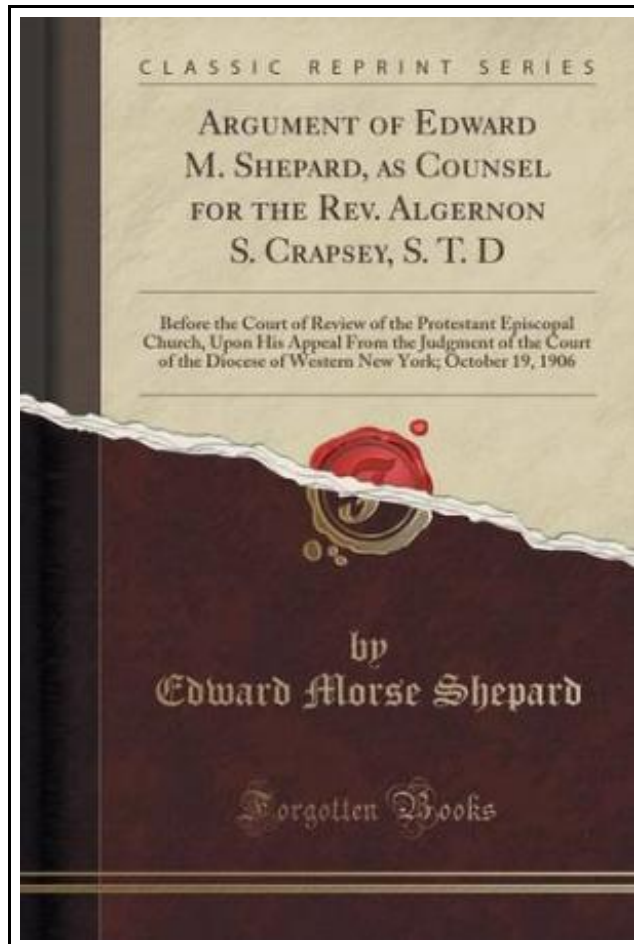 CLASSIC REPRINT SERIES
ARGUMENT OF EDWARD
M. SHEPARD, AS COUNSEL
FOR THE REV. ALGERNON
S. CRAPSEY, S. T. D
Before the Court of Review of the Protestant Episcopal
Church, Upon His Appeal From the Judgment of the Court
of the Diocese of Western New York; October 19, 1906
by
Edward Morse Shepard
Forgotten Books